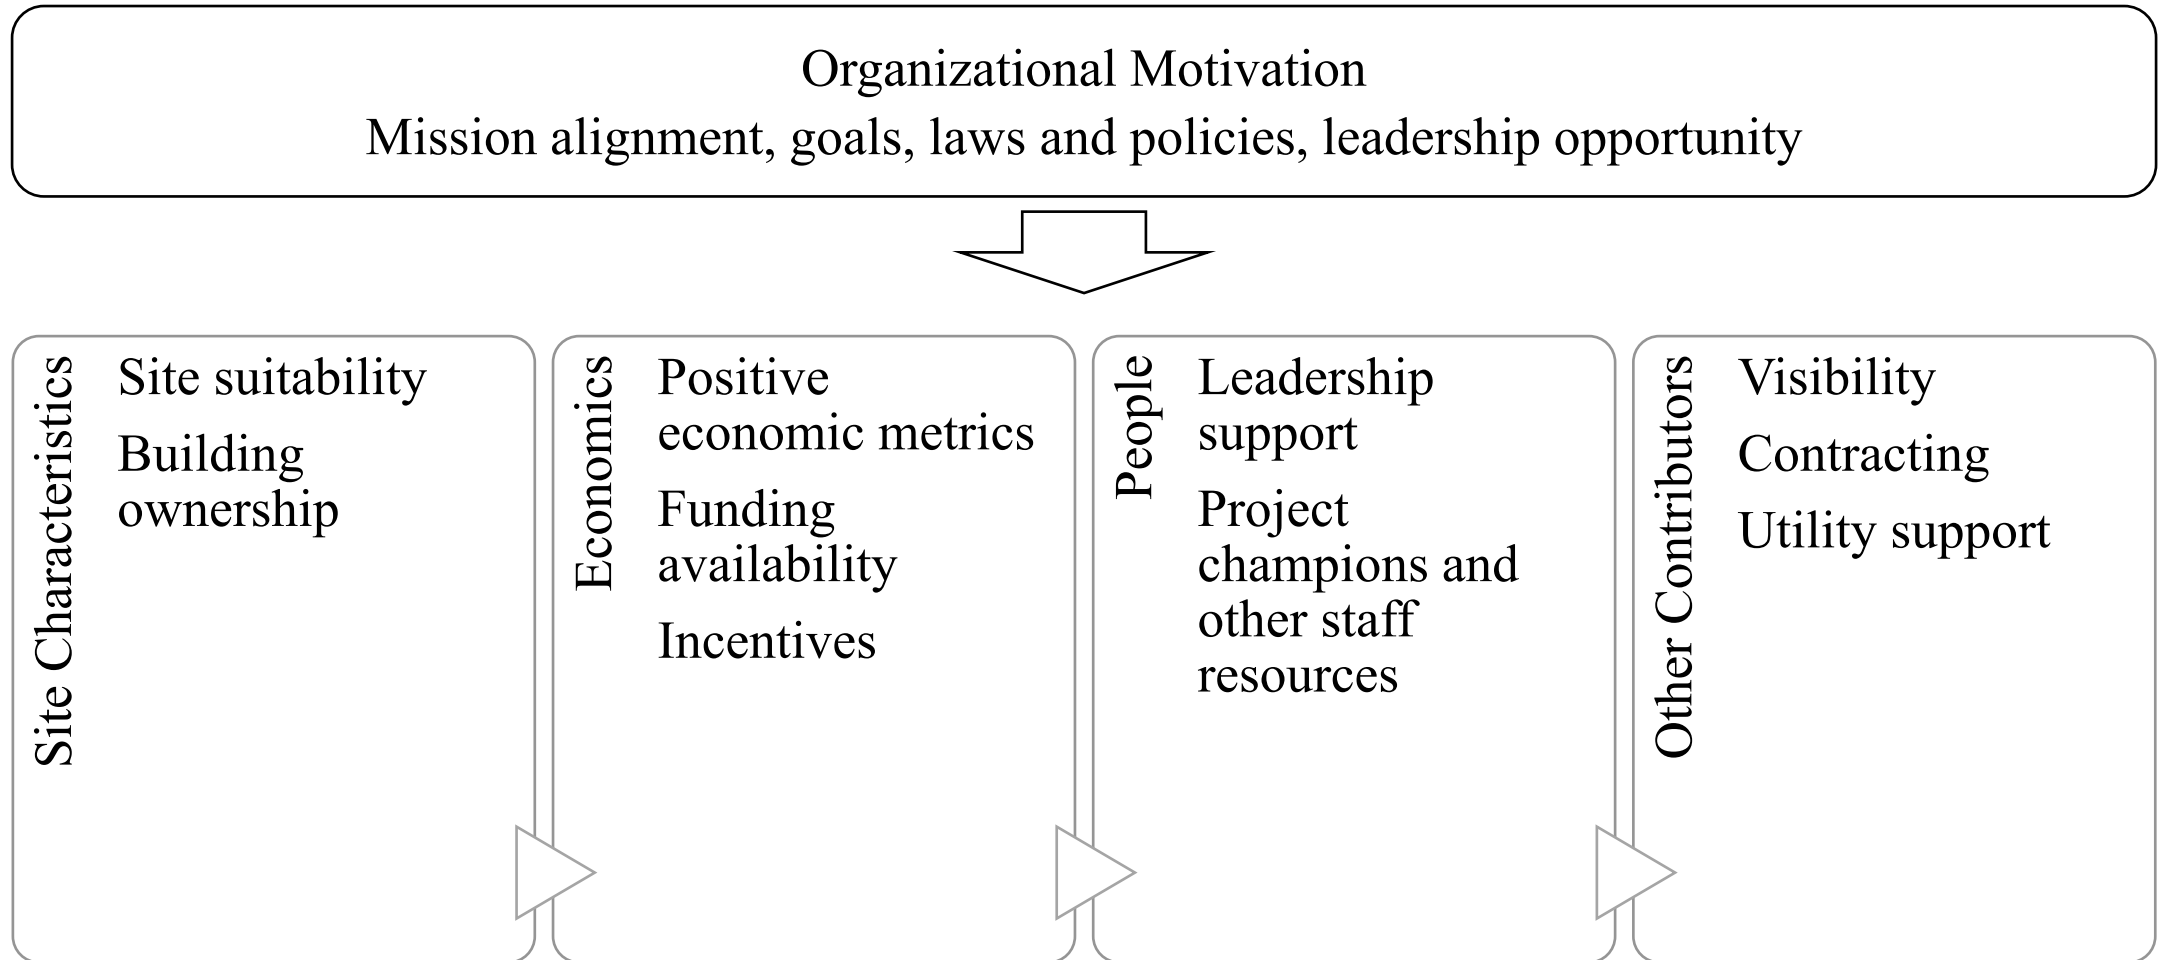 Organizational Motivation
Mission alignment, goals, laws and policies, leadership opportunity
Site Characteristics
Site suitability
Building
ownership
Economics
Positive
economic metrics
Funding
availability
Incentives
People
Leadership
support
Project
champions and
other staff
resources
Other Contributors
Visibility
Contracting
Utility support